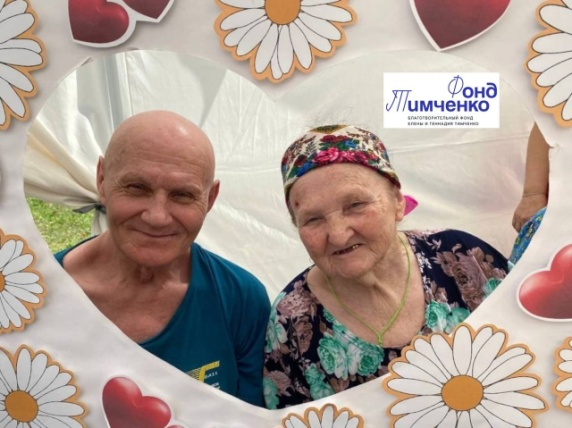 Фонд
Тимченко
БЛАГОТВОРИТЕЛЬНЫЙ ФОНД
ЕЛЕНЫ И ГЕННАДИЯ ТИМЧЕНКО